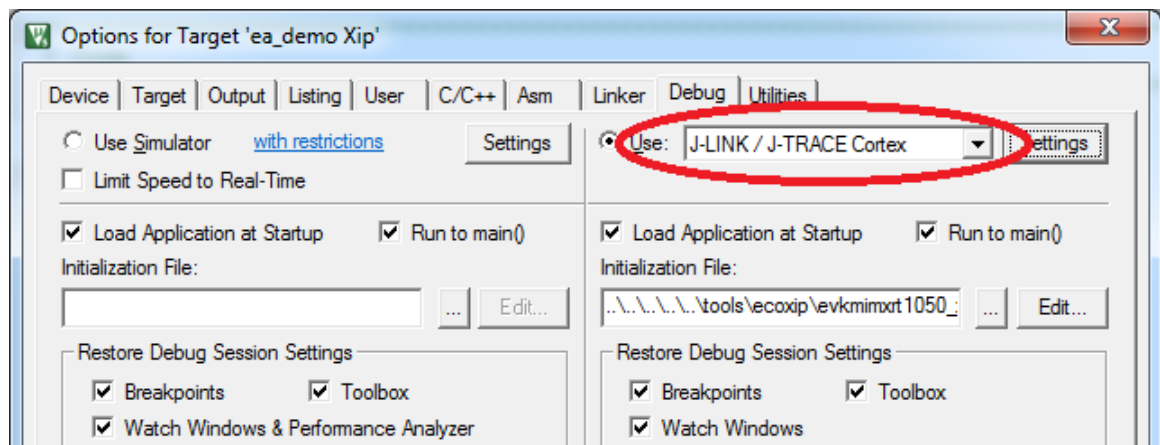 Options for Target 'ea_demo Xip'
Device Target Output Listing User C/C++ Asm Linker Debug Utilities
Use Simulator with restrictions Settings Use: J-LINK / J-TRACE Cortex Settings
Limit Speed to Real-Time
Load Application at Startup Run to main() Load Application at Startup Run to main()
Initialization File: Initialization File:
... Edit... ..\..\..\..\..\tools\ecoxip\evkmimxrt1050_ ... Edit...
Restore Debug Session Settings Restore Debug Session Settings
Breakpoints Toolbox Breakpoints Toolbox
Watch Windows & Performance Analyzer Watch Windows